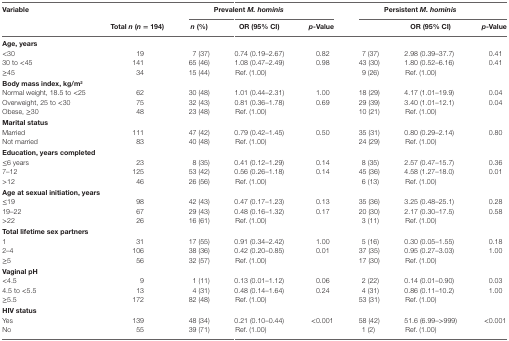 Variable Prevalent M. hominis Persistent M. hominis
Total n (n = 194) n (%) OR (95% CI) p-Value OR (95% CI) p-Value
Age, years
<30 19 7 (37) 0.74 (0.19–2.67) 0.82 7 (37) 2.98 (0.39–37.7) 0.41
30 to <45 141 65 (46) 1.08 (0.47–2.49) 0.98 43 (30) 1.80 (0.52–6.16) 0.41
≥45 34 15 (44) Ref. (1.00) 9 (26) Ref. (1.00)
Body mass index, kg/m²
Normal weight, 18.5 to <25 62 30 (48) 1.01 (0.44–2.31) 1.00 18 (29) 4.17 (1.01–19.9) 0.04
Overweight, 25 to <30 75 32 (43) 0.81 (0.36–1.78) 0.69 29 (39) 3.40 (1.01–12.1) 0.04
Obese, ≥30 48 23 (48) Ref. (1.00) 10 (21) Ref. (1.00)
Marital status
Married 111 47 (42) 0.79 (0.42–1.45) 0.50 35 (31) 0.80 (0.29–2.14) 0.80
Not married 83 40 (48) Ref. (1.00) 24 (29) Ref. (1.00)
Education, years completed
≤6 years 23 8 (35) 0.41 (0.12–1.29) 0.14 8 (35) 2.57 (0.47–15.7) 0.36
7–12 125 53 (42) 0.56 (0.26–1.18) 0.14 45 (36) 4.58 (1.27–18.0) 0.01
>12 46 26 (56) Ref. (1.00) 6 (13) Ref. (1.00)
Age at sexual initiation, years
≤19 98 42 (43) 0.47 (0.17–1.23) 0.13 35 (36) 3.25 (0.48–25.1) 0.28
19–22 67 29 (43) 0.48 (0.16–1.32) 0.17 20 (30) 2.17 (0.30–17.5) 0.58
>22 26 16 (61) Ref. (1.00) 3 (11) Ref. (1.00)
Total lifetime sex partners
1 31 17 (55) 0.91 (0.34–2.42) 1.00 5 (16) 0.30 (0.05–1.55) 0.18
2–4 106 38 (36) 0.42 (0.20–0.85) 0.01 37 (35) 0.95 (0.27–3.03) 1.00
≥5 56 32 (57) Ref. (1.00) 17 (30) Ref. (1.00)
Vaginal pH
<4.5 9 1 (11) 0.13 (0.01–1.12) 0.06 2 (22) 0.14 (0.01–0.90) 0.03
4.5 to <5.5 13 4 (31) 0.48 (0.14–1.64) 0.24 4 (31) 0.86 (0.11–10.2) 1.00
≥5.5 172 82 (48) Ref. (1.00) 53 (31) Ref. (1.00)
HIV status
Yes 139 48 (34) 0.21 (0.10–0.44) <0.001 58 (42) 51.6 (6.99–>999) <0.001
No 55 39 (71) Ref. (1.00) 1 (2) Ref. (1.00)